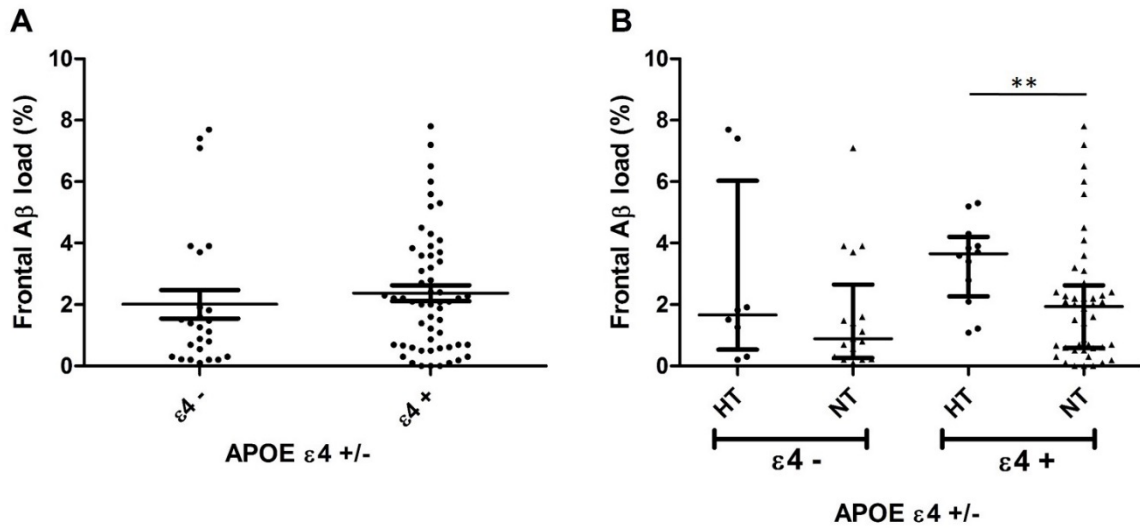 A
Frontal Aβ load (%)
10
8
6
4
2
0
ε4 -
ε4 +
APOE ε4 +/-
B
Frontal Aβ load (%)
10
8
6
4
2
0
**
HT
NT
HT
NT
ε4 -
ε4 +
APOE ε4 +/-